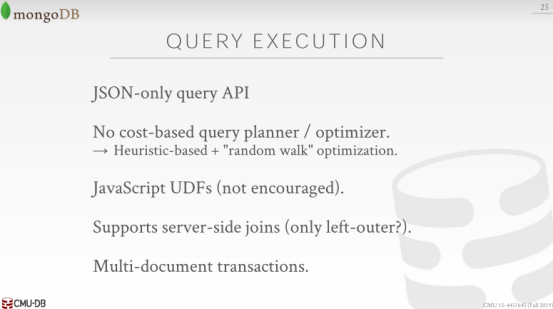 25
mongoDB
QUERY EXECUTION
JSON-only query API
No cost-based query planner / optimizer.
→ Heuristic-based + "random walk" optimization.
JavaScript UDFs (not encouraged).
Supports server-side joins (only left-outer?).
Multi-document transactions.
CMU·DB
CMU 15-445/645 (Fall 2019)